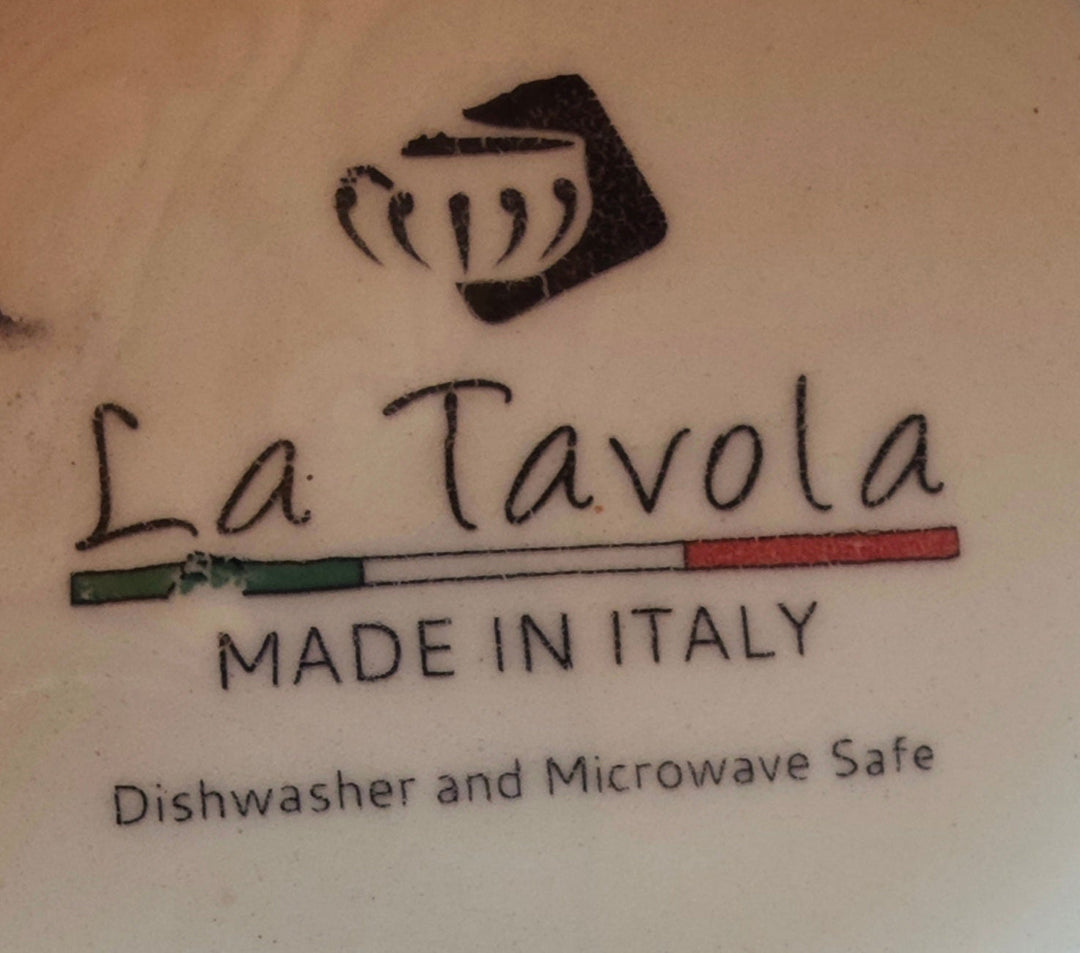 La Tavola
MADE IN ITALY
Dishwasher and Microwave Safe